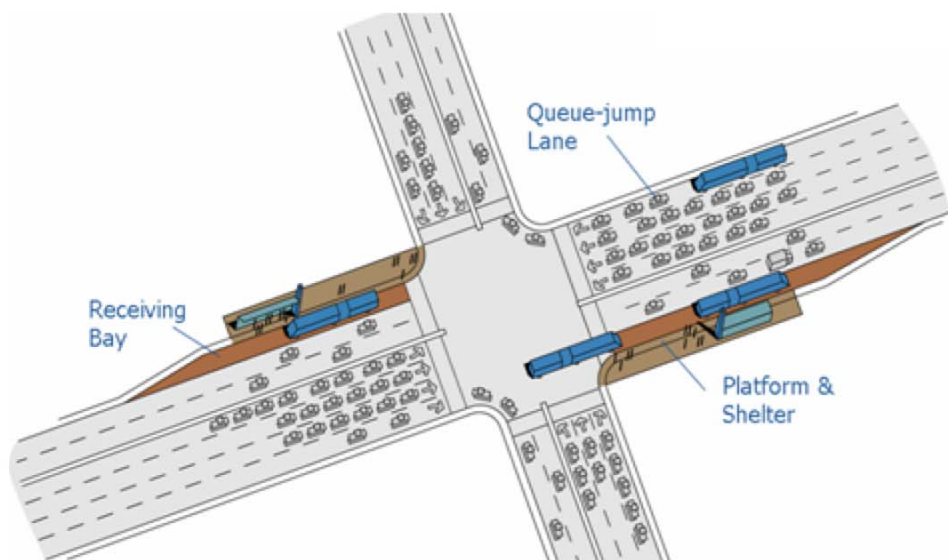 Queue-jump
Lane
Receiving
Bay
Platform &
Shelter